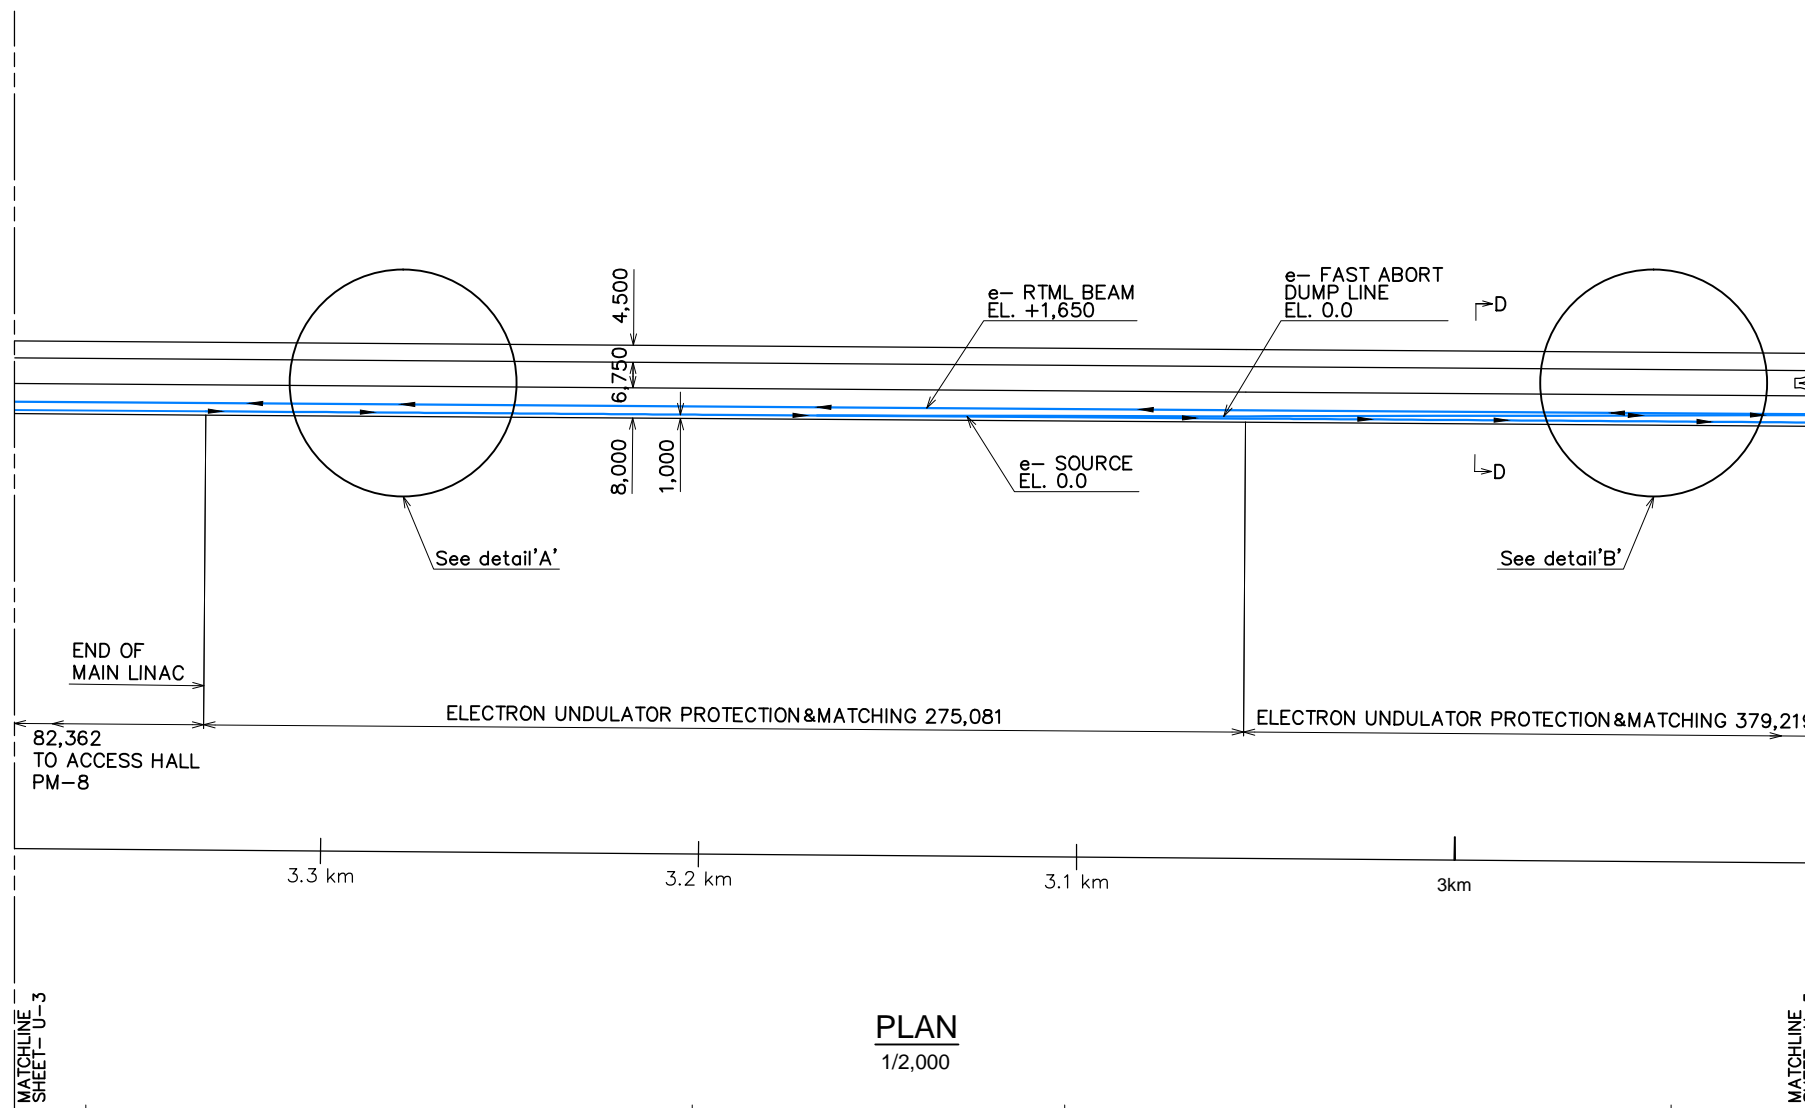 4,500
6,750
8,000
1,000
e- RTML BEAM
EL. +1,650
e- FAST ABORT
DUMP LINE
EL. 0.0
D
D
e- SOURCE
EL. 0.0
See detail'A'
See detail'B'
END OF
MAIN LINAC
ELECTRON UNDULATOR PROTECTION&MATCHING 275,081
ELECTRON UNDULATOR PROTECTION&MATCHING 379,219
82,362
TO ACCESS HALL
PM-8
3.3 km
3.2 km
3.1 km
3km
MATCHLINE
SHEET- U-3
PLAN
1/2,000
MATCHLINE